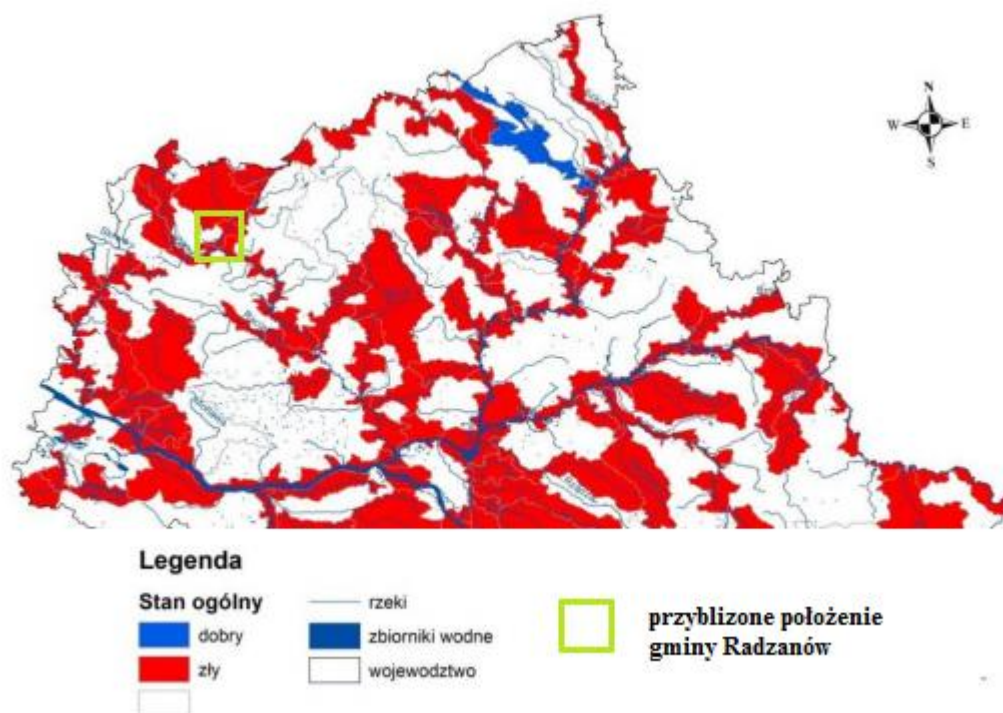 N
W E
S
Legenda
Stan ogólny
dobry
zły
rzeki
zbiorniki wodne
wojewodztwo
przyblizone położenie
gminy Radzanów